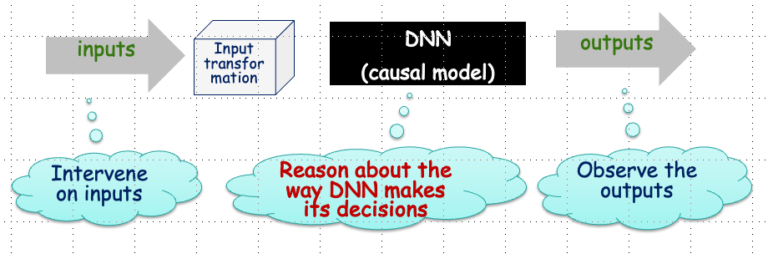 inputs
Input
transfor
mation
DNN
(causal model)
outputs
Intervene
on inputs
Reason about the
way DNN makes
its decisions
Observe the
outputs